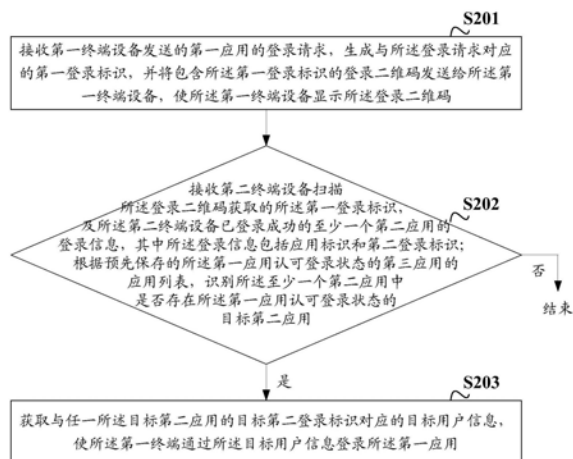 S201
接收第一终端设备发送的第一应用的登录请求，生成与所述登录请求对应
的第一登录标识，并将包含所述第一登录标识的登录二维码发送给所述第
一终端设备，使所述第一终端设备显示所述登录二维码
S202
接收第二终端设备扫描
所述登录二维码获取的所述第一登录标识，
及所述第二终端设备已登录成功的至少一个第二应用的
登录信息，其中所述登录信息包括应用标识和第二登录标识；
根据预先保存的所述第一应用认可登录状态的第三应用的
应用列表，识别所述至少一个第二应用中
是否存在所述第一应用认可登录状态的
目标第二应用
否
结束
是
S203
获取与任一所述目标第二应用的目标第二登录标识对应的目标用户信息，
使所述第一终端通过所述目标用户信息登录所述第一应用